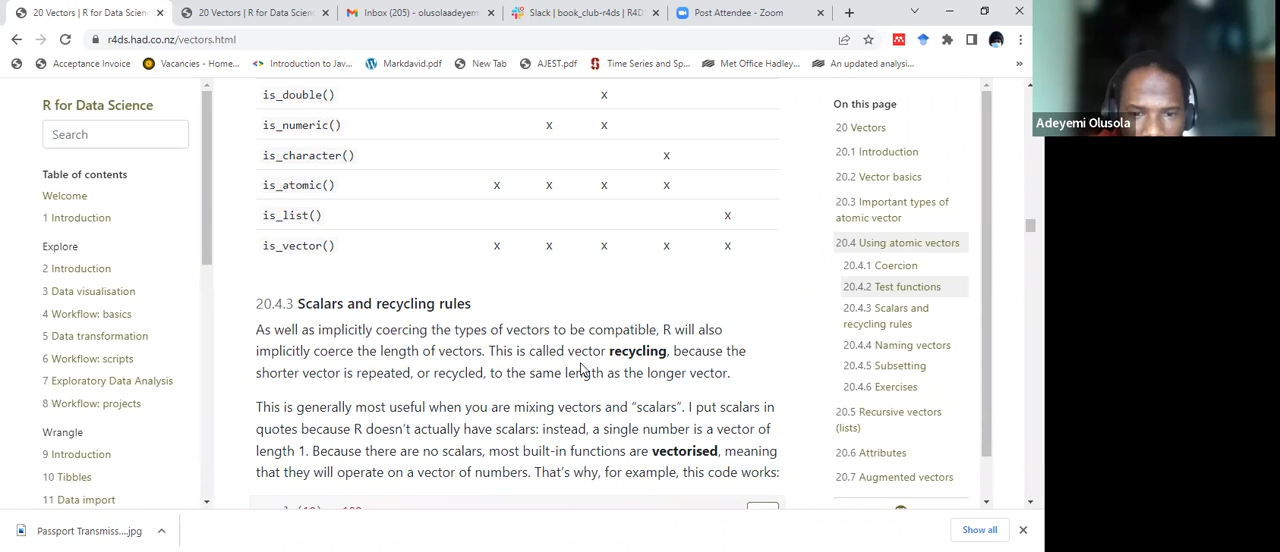 20 Vectors | R for Data Science
20 Vectors | R for Data Scien
Inbox (205) - olusolaadeyem
Slack | book_club-r4ds | R4D
Post Attendee - Zoom
r4ds.had.co.nz/vectors.html
Acceptance Invoice
Vacancies - Home...
Introduction to Jav...
Markdavid.pdf
New Tab
AJEST.pdf
Time Series and Sp...
Met Office Hadley...
An updated analysi...
Adeyemi Olusola
R for Data Science
Search
Table of contents
Welcome
1 Introduction
Explore
2 Introduction
3 Data visualisation
4 Workflow: basics
5 Data transformation
6 Workflow: scripts
7 Exploratory Data Analysis
8 Workflow: projects
Wrangle
9 Introduction
10 Tibbles
11 Data import
is_double() x
is_numeric() x x
is_character() x
is_atomic() x x x x
is_list() x
is_vector() x x x x x
20.4.3 Scalars and recycling rules
As well as implicitly coercing the types of vectors to be compatible, R will also
implicitly coerce the length of vectors. This is called vector recycling, because the
shorter vector is repeated, or recycled, to the same length as the longer vector.
This is generally most useful when you are mixing vectors and “scalars”. I put scalars in
quotes because R doesn’t actually have scalars: instead, a single number is a vector of
length 1. Because there are no scalars, most built-in functions are vectorised, meaning
that they will operate on a vector of numbers. That’s why, for example, this code works:
On this page
20 Vectors
20.1 Introduction
20.2 Vector basics
20.3 Important types of
atomic vector
20.4 Using atomic vectors
20.4.1 Coercion
20.4.2 Test functions
20.4.3 Scalars and
recycling rules
20.4.4 Naming vectors
20.4.5 Subsetting
20.4.6 Exercises
20.5 Recursive vectors
(lists)
20.6 Attributes
20.7 Augmented vectors
Passport Transmiss....jpg
Show all